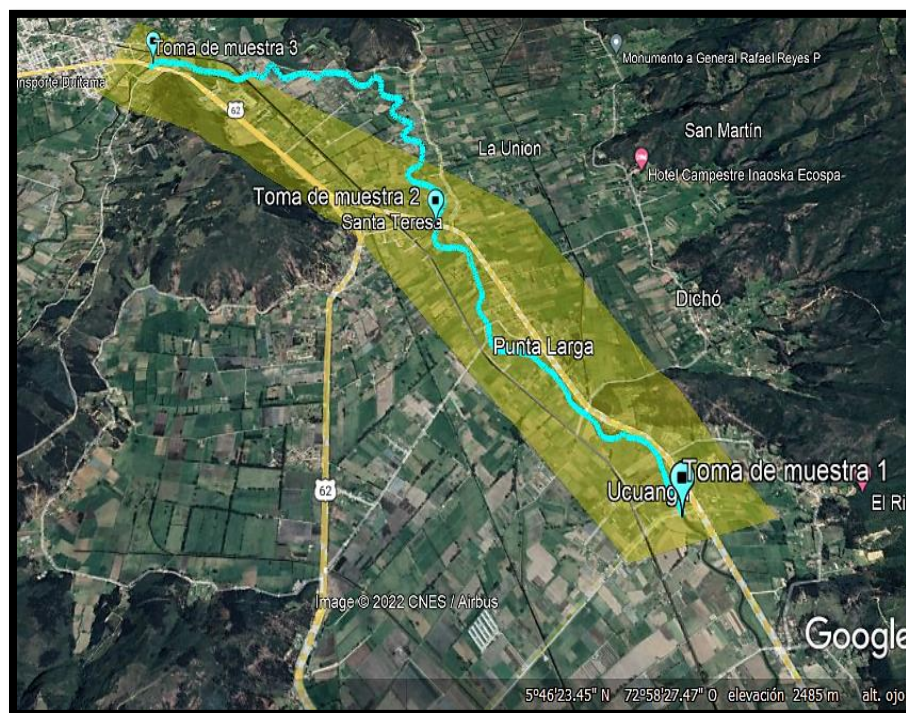 Toma de muestra 3
Monumento a General Rafael Reyes P
nsporte Duitama
62
San Martín
La Union
Hotel Campestre Inaoska Ecospa-
Toma de muestra 2
Santa Teresa
Dichó
Punta Larga
Toma de muestra 1
62
El Ri
Image © 2022 CNES / Airbus
Google
5°46'23.45" N 72°58'27.47" O elevación 2485 m alt. ojo